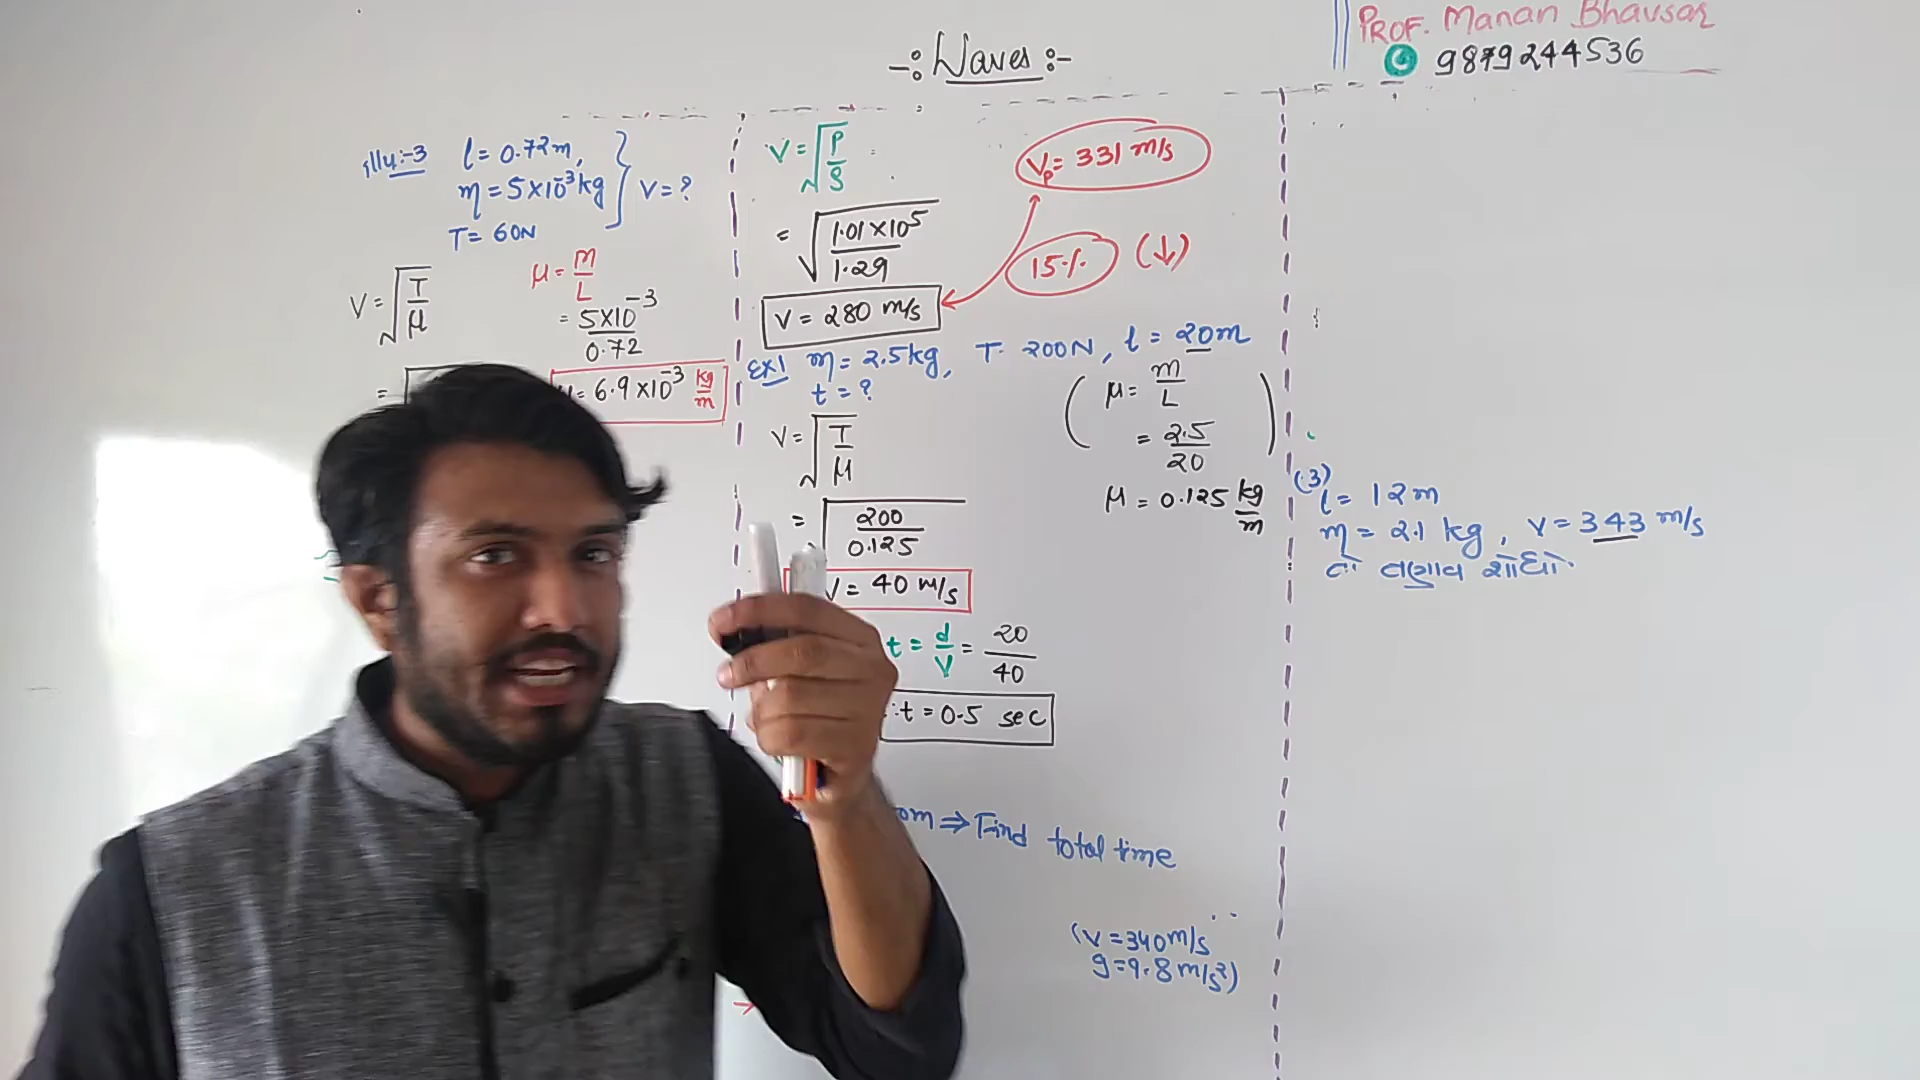 -: Waves :-
PROF. Manan Bhavsar
9879244536
illu:-3 l = 0.72m,
m = 5×10⁻³kg
T = 60N
V = ?
V = √(T/μ)
μ = m/L
= 5×10⁻³/0.72
= 6.9×10⁻³ kg/m
=
V = √(P/ρ)
= √(1.01×10⁵/1.29)
V = 280 m/s
Vp = 331 m/s
15% (↓)
Ex1 m = 2.5kg, T= 200N, l = 20m
t = ?
V = √(T/μ)
= √(200/0.125)
V = 40 m/s
t = d/V = 20/40
∴ t = 0.5 sec
(μ = m/L
= 2.5/20)
μ = 0.125 kg/m
⇒ Find total time
(v = 340m/s
g = 9.8 m/s²)
(3)
l = 12m
m = 2.1 kg, v = 343 m/s
તો તણાવ શોધો.